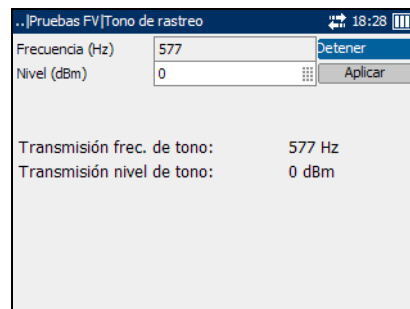 ..|Pruebas FV|Tono de rastreo 18:28
Frecuencia (Hz) 577 Detener
Nivel (dBm) 0 Aplicar
Transmisión frec. de tono: 577 Hz
Transmisión nivel de tono: 0 dBm